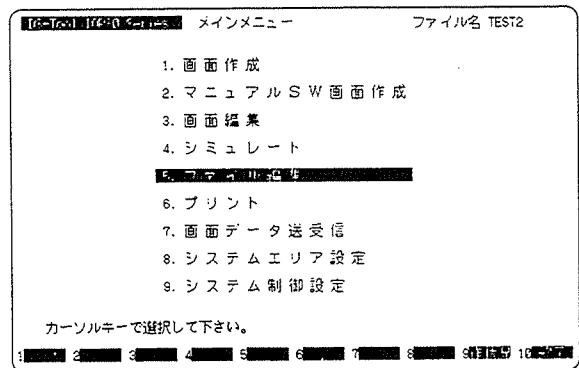 メインメニュー ファイル名 TEST2
1. 画面作成
2. マニュアルSW画面作成
3. 画面編集
4. シミュレート
5. ファイル編集
6. プリント
7. 画面データ送受信
8. システムエリア設定
9. システム制御設定
カーソルキーで選択して下さい。
1 2 3 4 5 6 7 8 9 10